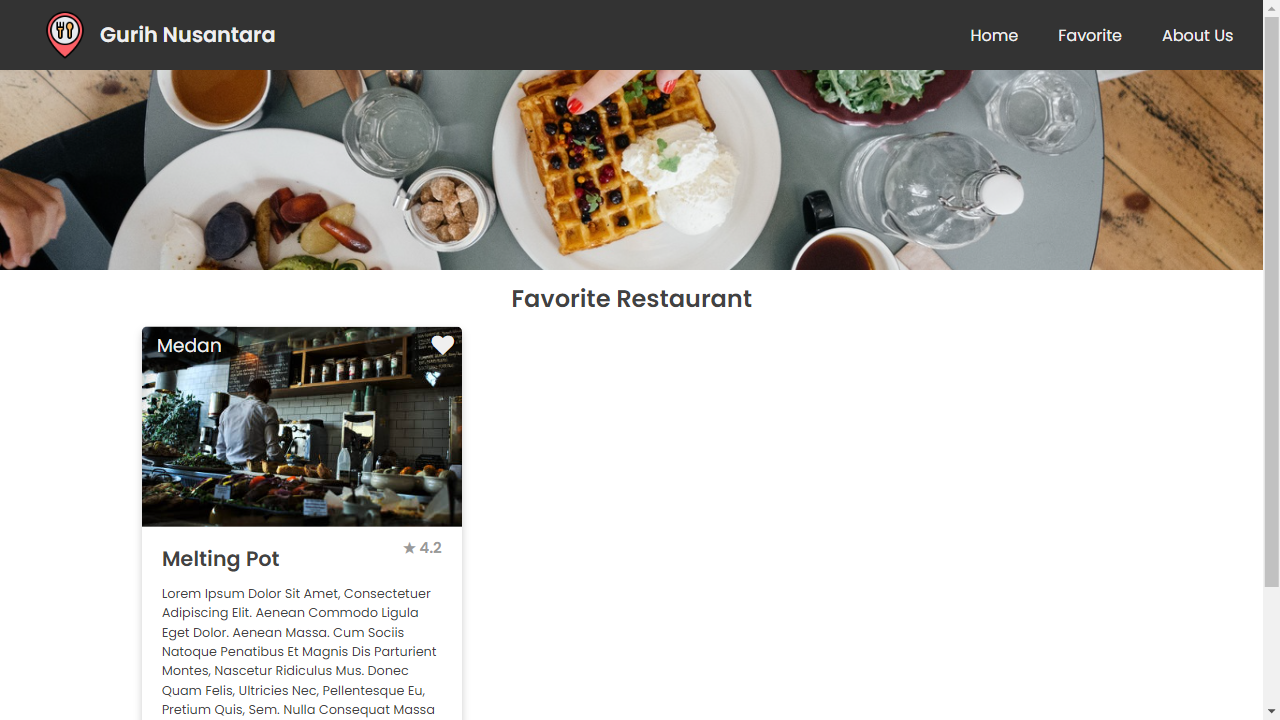 Gurih Nusantara
Home
Favorite
About Us
Favorite Restaurant
Medan
★ 4.2
Melting Pot
Lorem Ipsum Dolor Sit Amet, Consectetuer
Adipiscing Elit. Aenean Commodo Ligula
Eget Dolor. Aenean Massa. Cum Sociis
Natoque Penatibus Et Magnis Dis Parturient
Montes, Nascetur Ridiculus Mus. Donec
Quam Felis, Ultricies Nec, Pellentesque Eu,
Pretium Quis, Sem. Nulla Consequat Massa